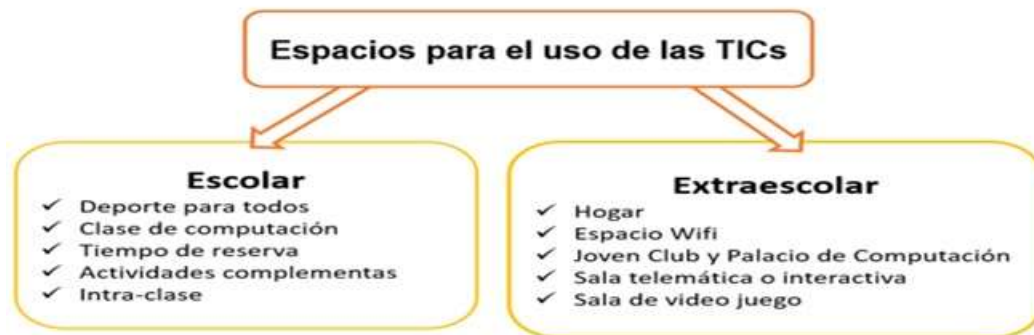 Espacios para el uso de las TICs
Escolar
✓ Deporte para todos
✓ Clase de computación
✓ Tiempo de reserva
✓ Actividades complementas
✓ Intra-clase
Extraescolar
✓ Hogar
✓ Espacio Wifi
✓ Joven Club y Palacio de Computación
✓ Sala telemática o interactiva
✓ Sala de video juego